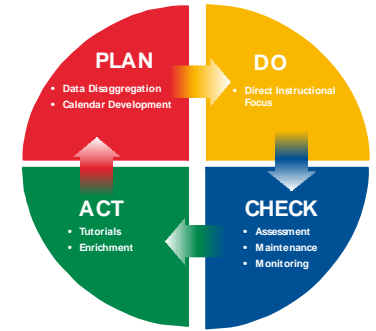 PLAN
• Data Disaggregation
• Calendar Development
DO
• Direct Instructional
Focus
ACT
• Tutorials
• Enrichment
CHECK
• Assessment
• Maintenance
• Monitoring